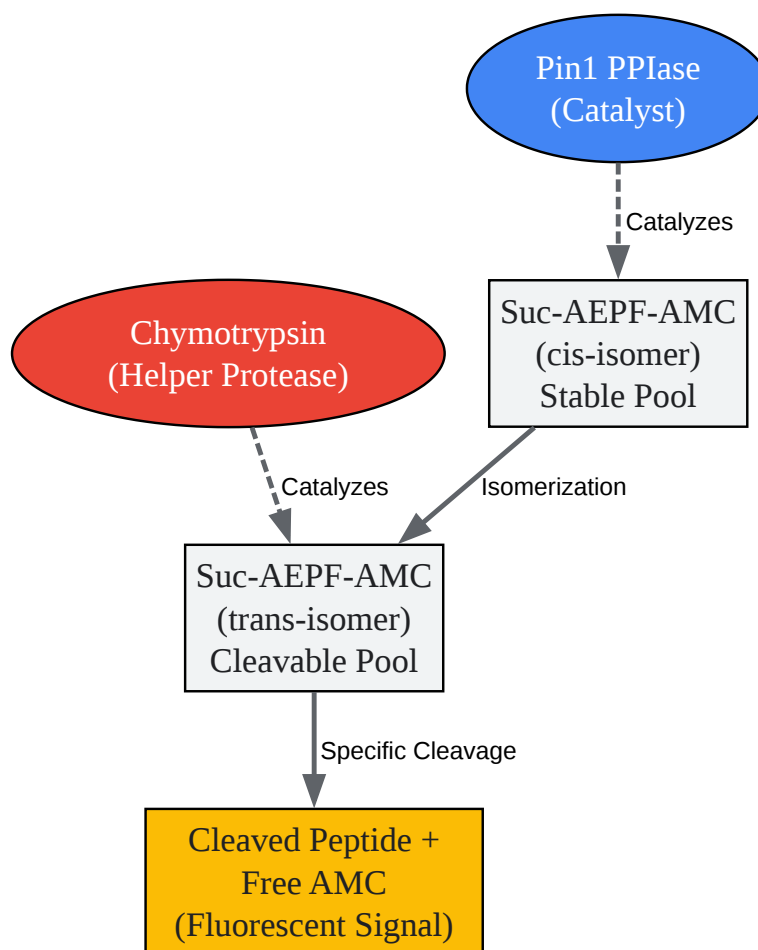 Pin1 PPIase
(Catalyst)
Catalyzes
Suc-AEPF-AMC
(cis-isomer)
Stable Pool
Chymotrypsin
(Helper Protease)
Catalyzes
Isomerization
Suc-AEPF-AMC
(trans-isomer)
Cleavable Pool
Specific Cleavage
Cleaved Peptide +
Free AMC
(Fluorescent Signal)